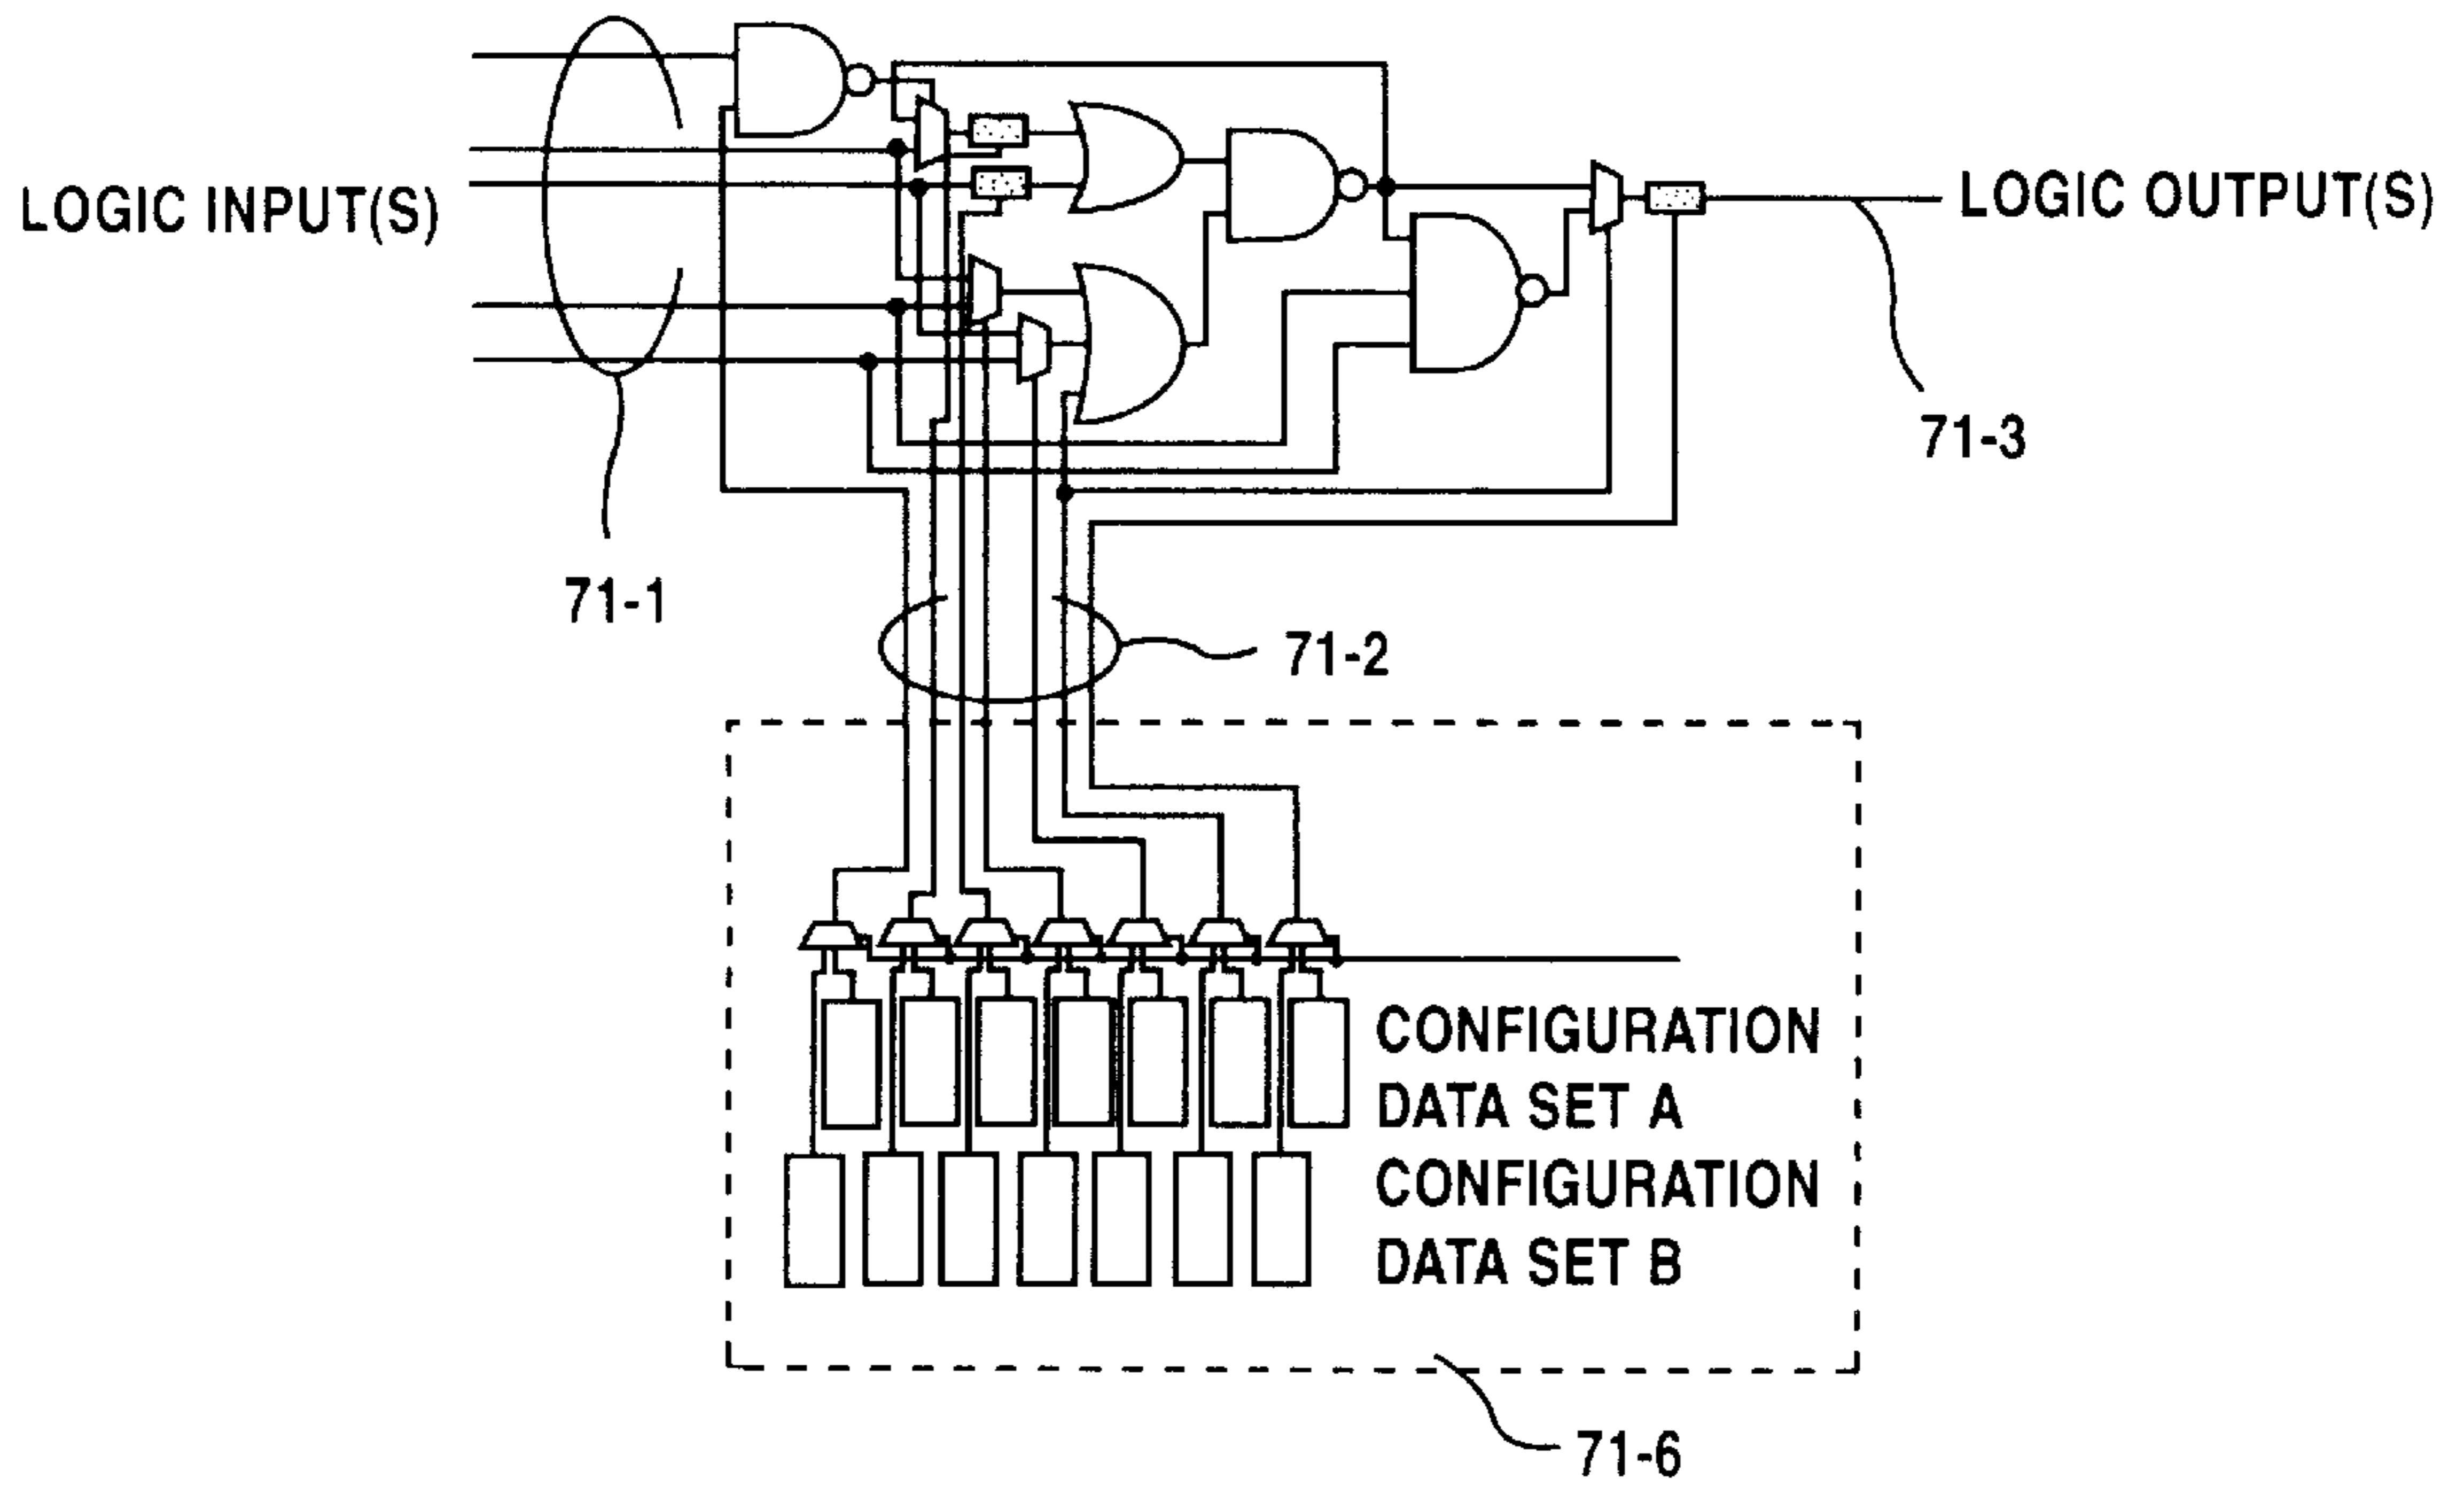 LOGIC INPUT(S)
LOGIC OUTPUT(S)
71-3
71-1
71-2
CONFIGURATION
DATA SET A
CONFIGURATION
DATA SET B
71-6